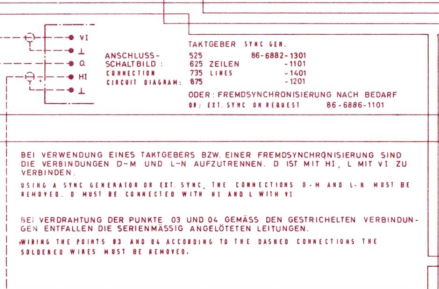 VI
⊥
G
HI
⊥
TAKTGEBER SYNC GEN.
ANSCHLUSS- 525 86-6882-1301
SCHALTBILD : 625 ZEILEN -1101
CONNECTION 735 LINES -1401
CIRCUIT DIAGRAM: 875 -1201
ODER: FREMDSYNCHRONISIERUNG NACH BEDARF
OR: EXT. SYNC ON REQUEST 86-6886-1101
BEI VERWENDUNG EINES TAKTGEBERS BZW. EINER FREMDSYNCHRONISIERUNG SIND
DIE VERBINDUNGEN D-M UND L-N AUFZUTRENNEN. D IST MIT HI, L MIT VI ZU
VERBINDEN.
USING A SYNC GENERATOR OR EXT. SYNC, THE CONNECTIONS D-M AND L-N MUST BE
REMOVED. D MUST BE CONNECTED WITH HI AND L WITH VI
BEI VERDRAHTUNG DER PUNKTE 03 UND 04 GEMÄSS DEN GESTRICHELTEN VERBINDUN-
GEN ENTFALLEN DIE SERIENMÄSSIG ANGELÖTETEN LEITUNGEN.
WIRING THE POINTS 03 AND 04 ACCORDING TO THE DASHED CONNECTIONS THE
SOLDERED WIRES MUST BE REMOVED.